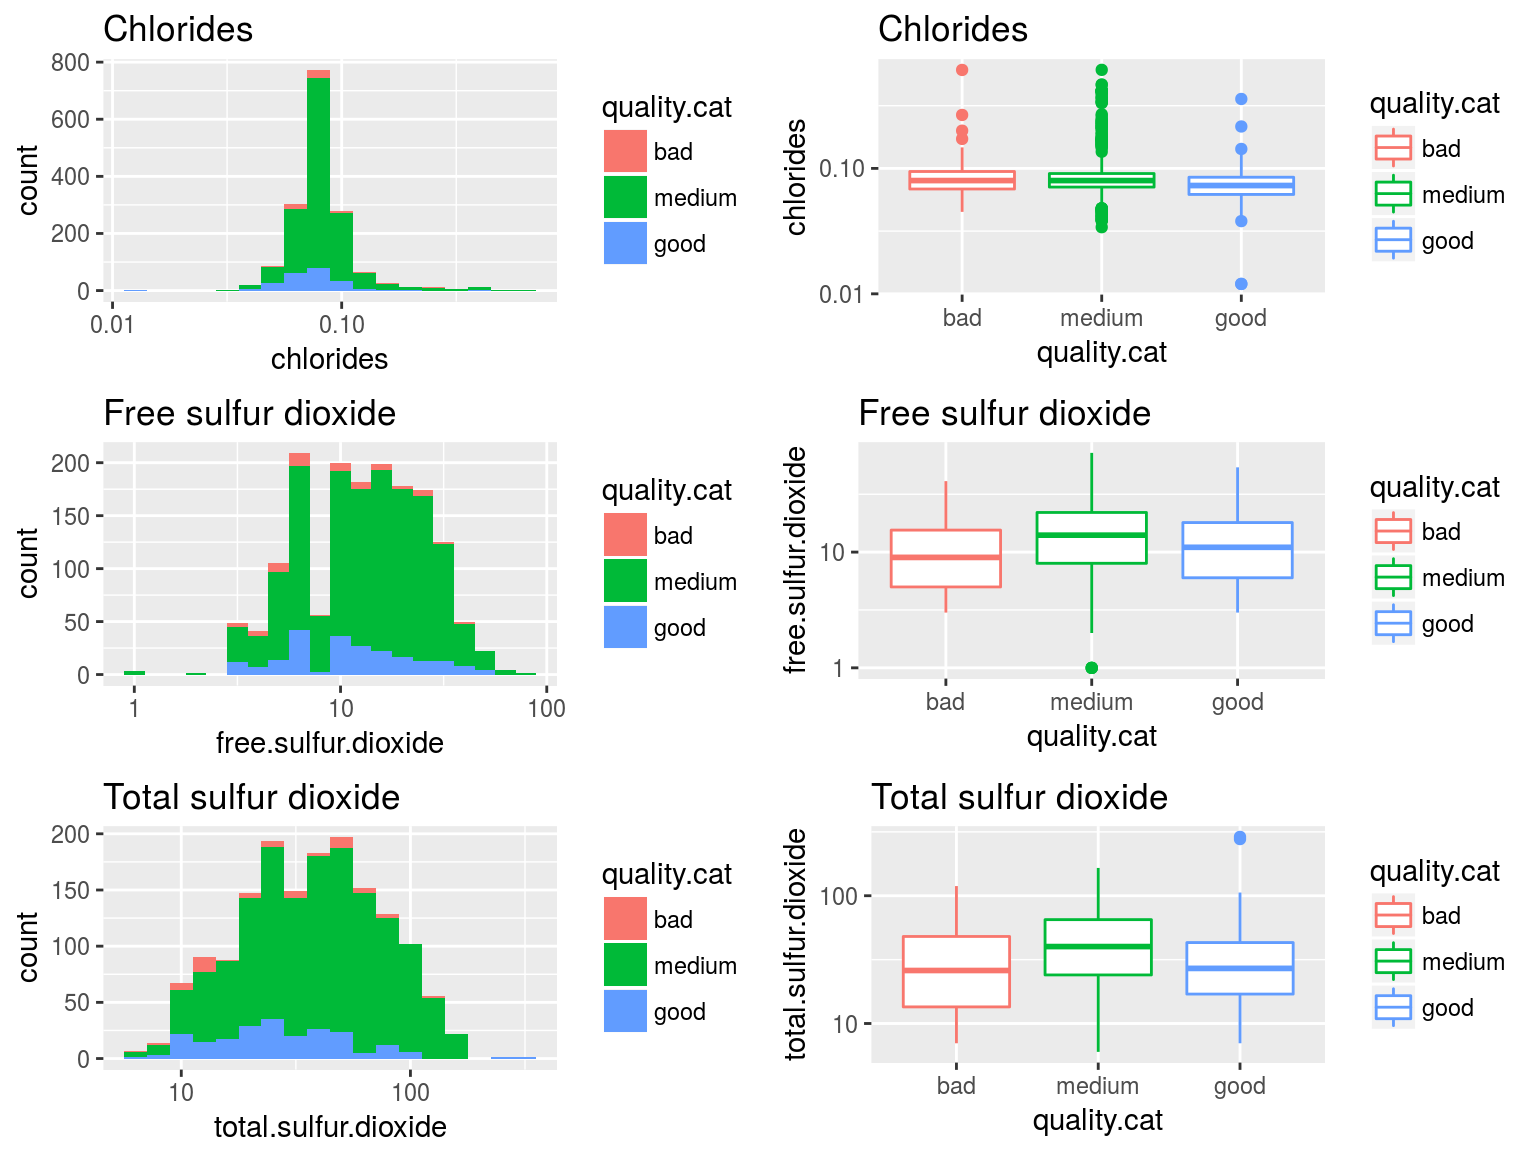 Chlorides
800
600
400
200
0
count
0.01 0.10
chlorides
quality.cat
bad
medium
good
Chlorides
0.10
0.01
chlorides
bad medium good
quality.cat
quality.cat
bad
medium
good
Free sulfur dioxide
200
150
100
50
0
count
1 10 100
free.sulfur.dioxide
quality.cat
bad
medium
good
Free sulfur dioxide
10
1
free.sulfur.dioxide
bad medium good
quality.cat
quality.cat
bad
medium
good
Total sulfur dioxide
200
150
100
50
0
count
10 100
total.sulfur.dioxide
quality.cat
bad
medium
good
Total sulfur dioxide
100
10
total.sulfur.dioxide
bad medium good
quality.cat
quality.cat
bad
medium
good